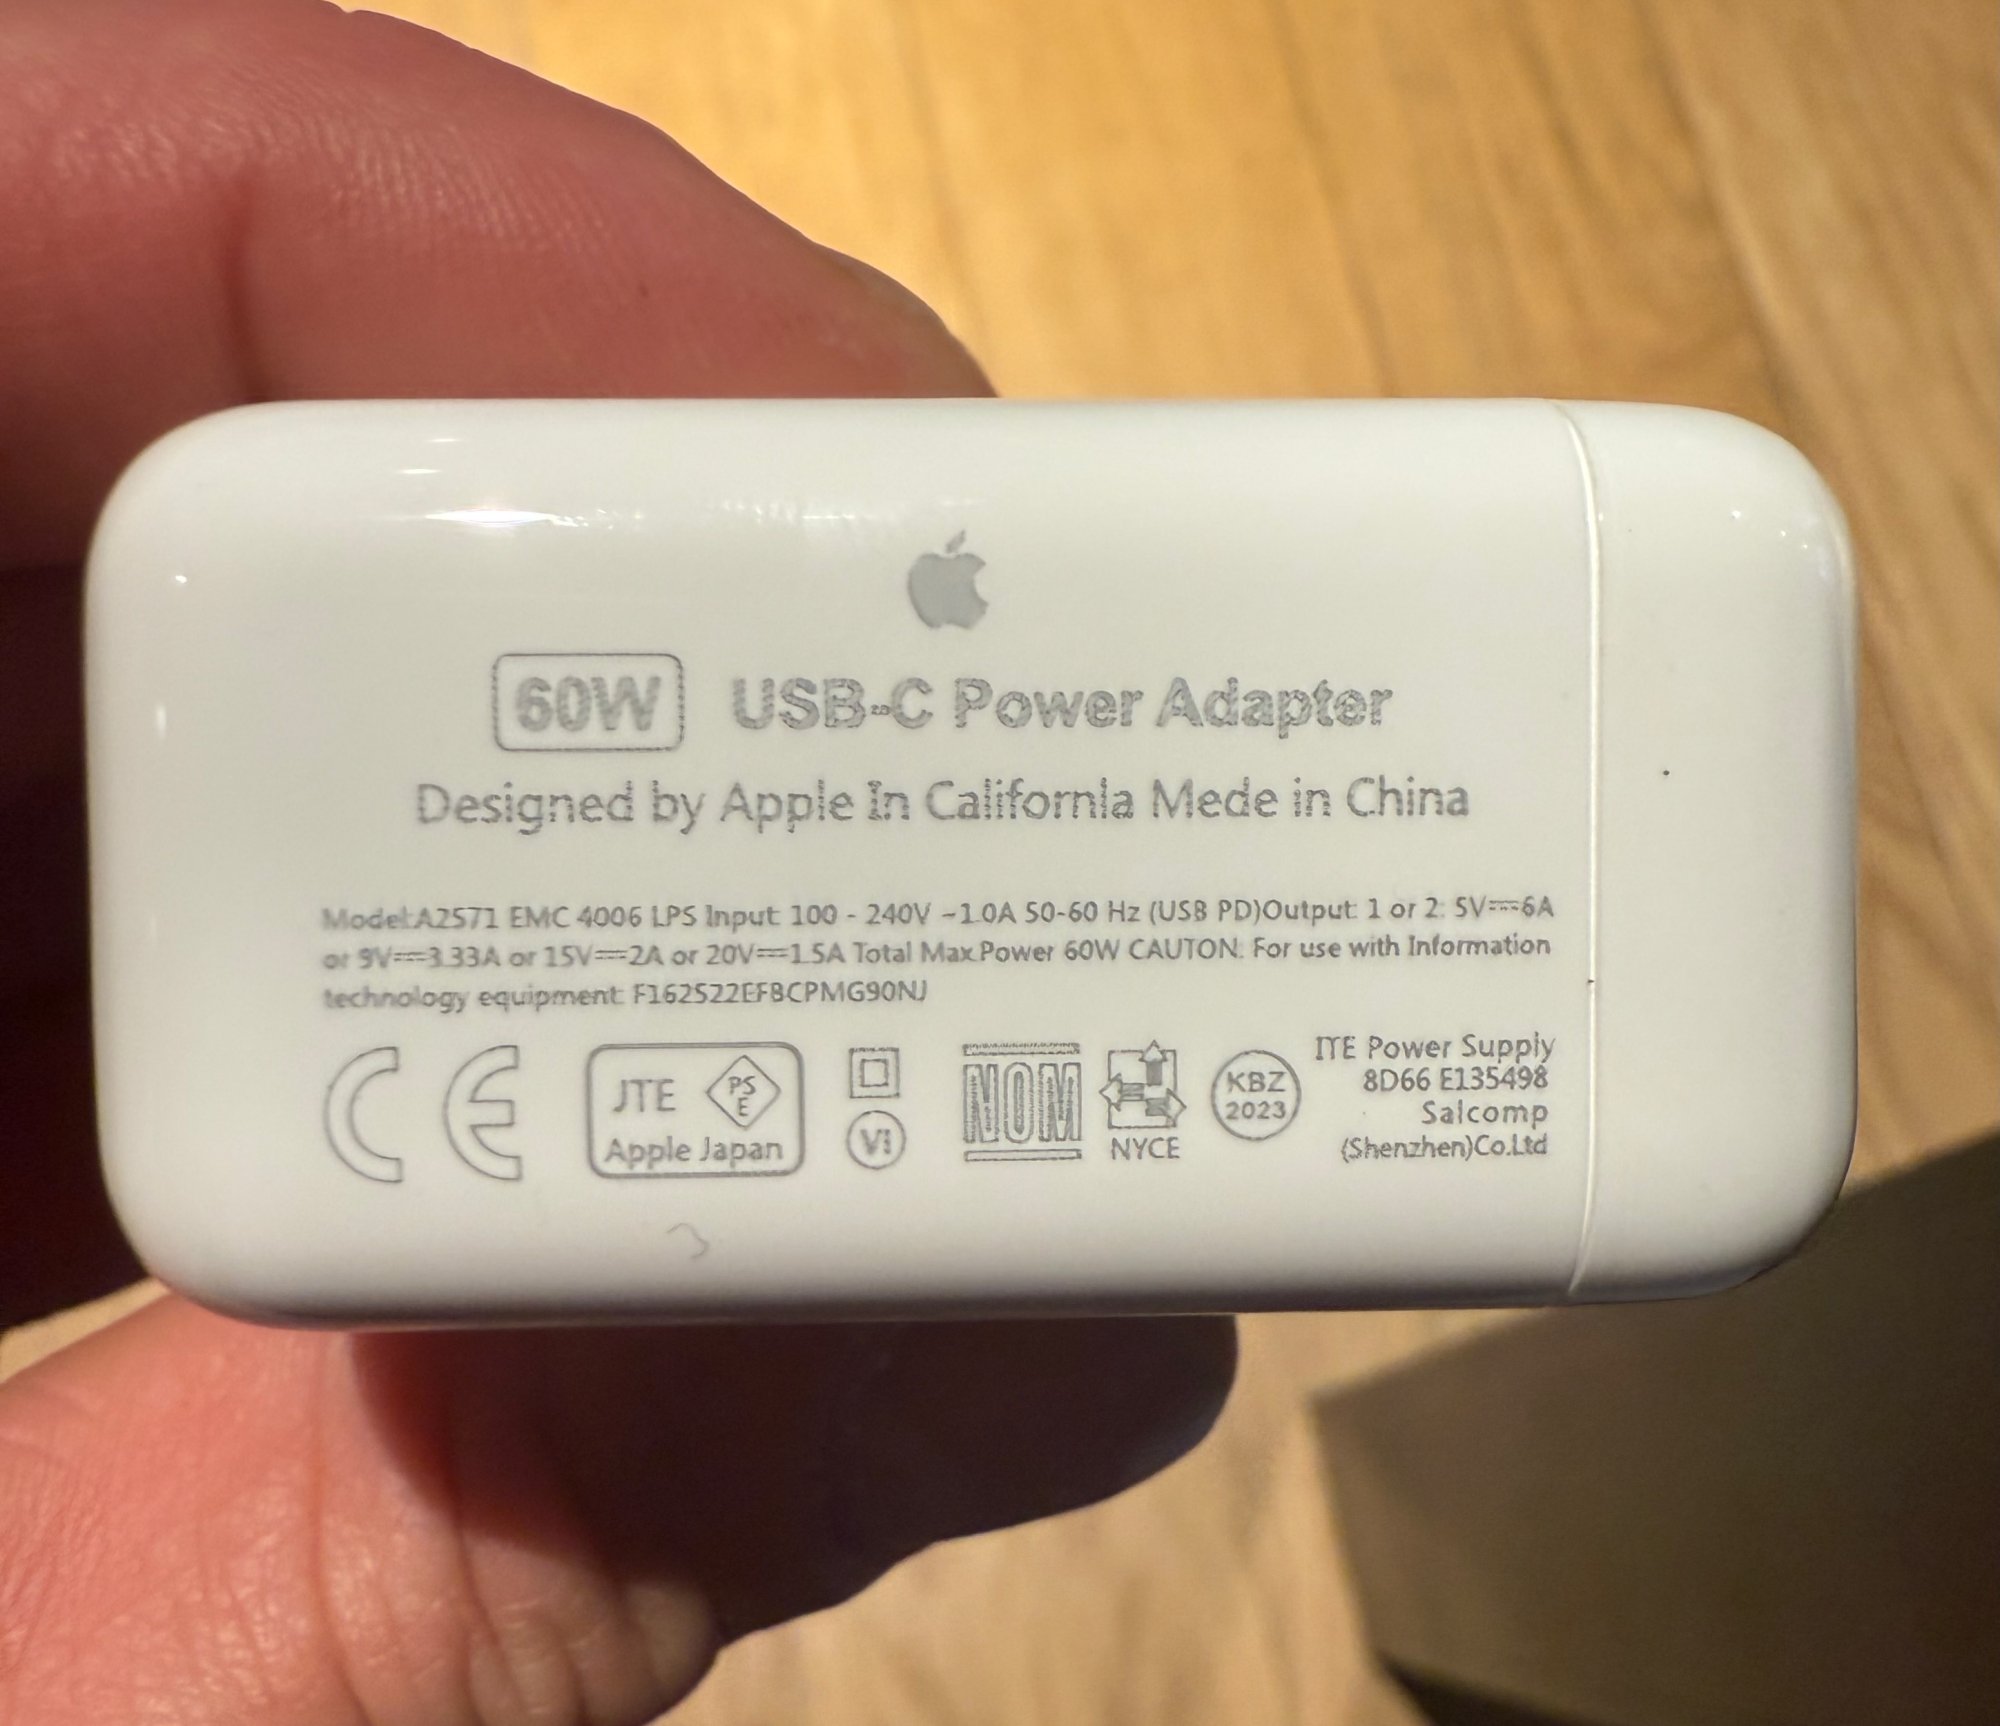 60W USB-C Power Adapter
Designed by Apple In Californla Mede in China
Model:A2571 EMC 4006 LPS Input: 100 - 240V ~1.0A 50-60 Hz (USB PD)Output: 1 or 2: 5V⎓6A
or 9V⎓3.33A or 15V⎓2A or 20V⎓1.5A Total Max.Power 60W CAUTON: For use with Information
technology equipment: F162522EFBCPMG90NJ
CE
JTE PSE
Apple Japan
VI
NOM
NYCE
KBZ
2023
ITE Power Supply
8D66 E135498
Salcomp
(Shenzhen)Co.Ltd